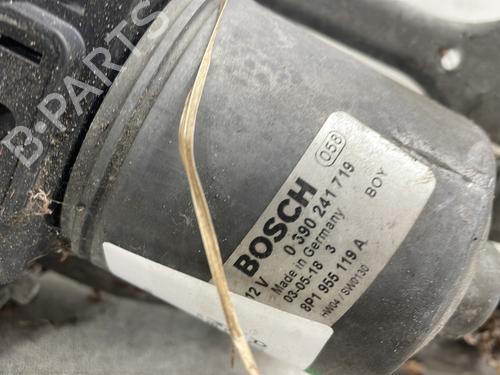 B-PARTS
058
BOSCH
0 390 241 719
BOY
12 V
Made in Germany
03-05-18 3
8P1 955 119 A
HW04 / SW0130